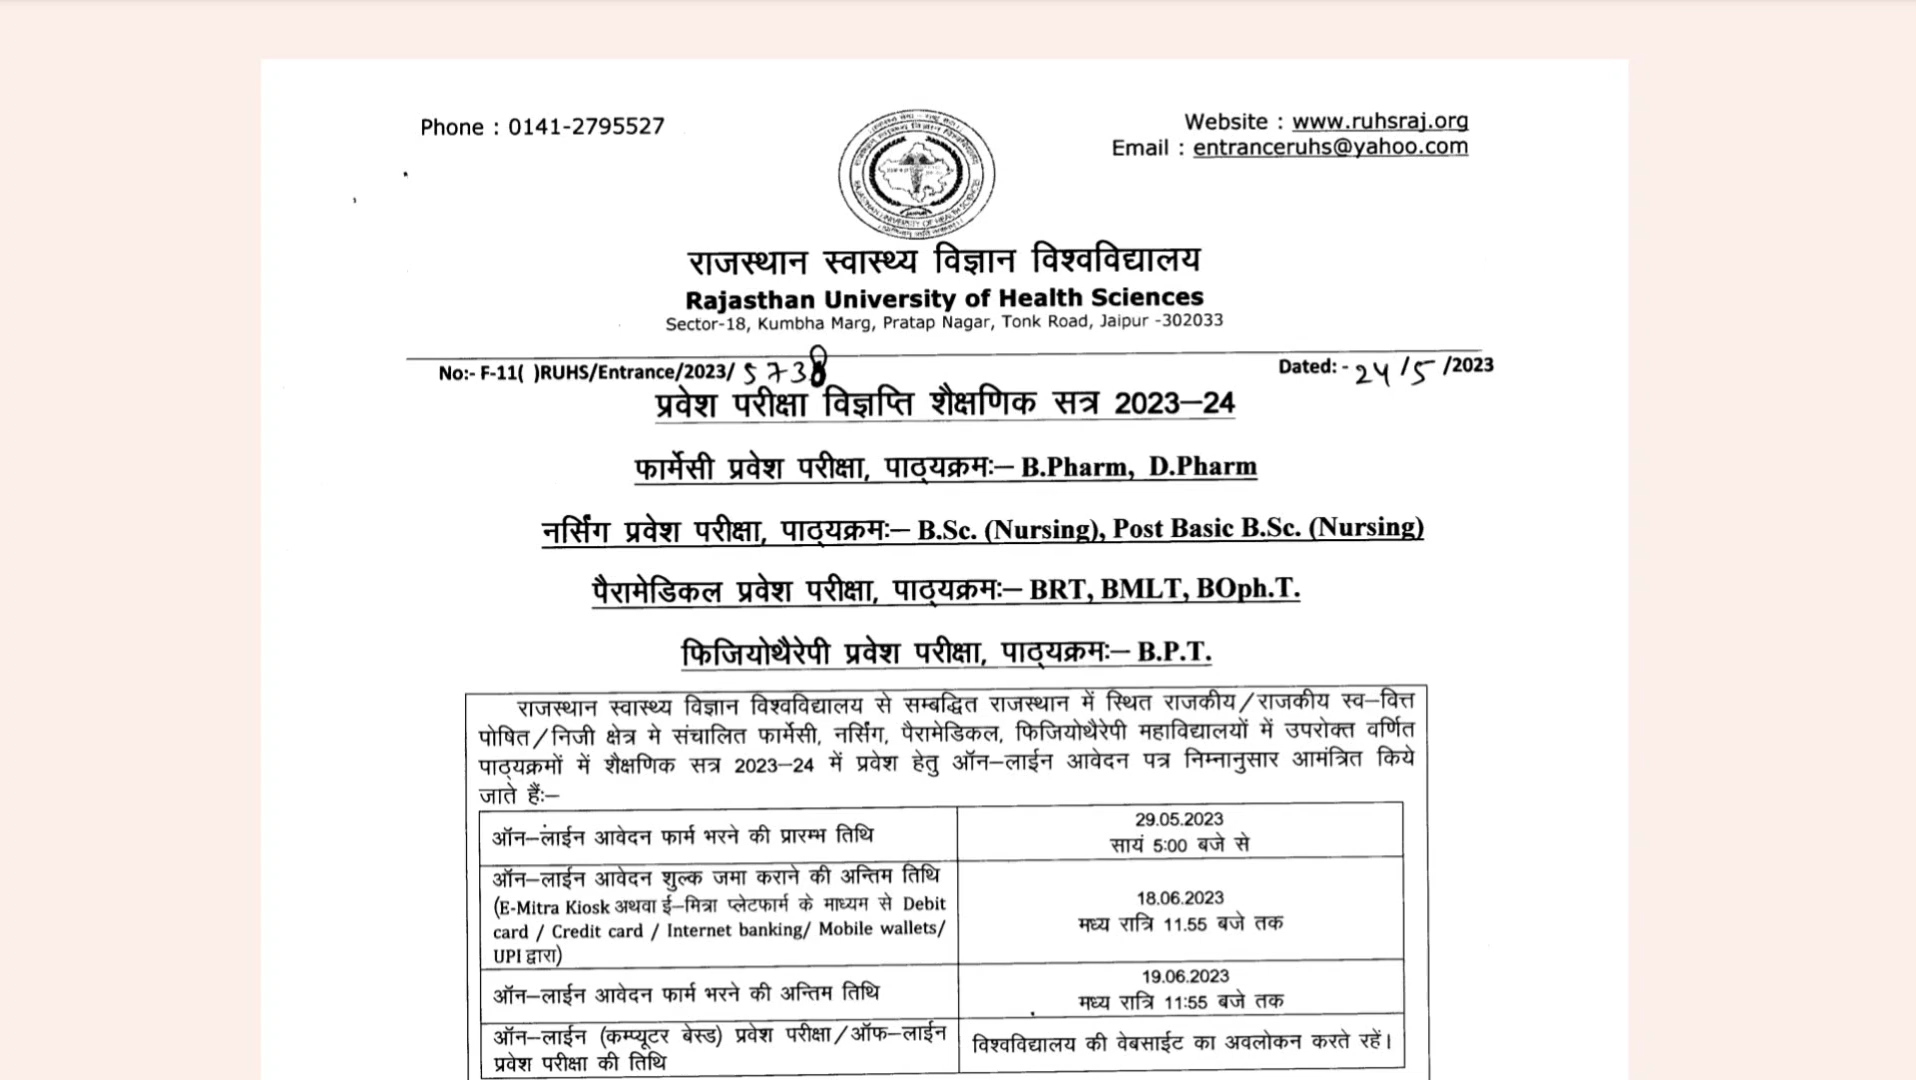 Phone : 0141-2795527
Website : www.ruhsraj.org
Email : entranceruhs@yahoo.com
राजस्थान स्वास्थ्य विज्ञान विश्वविद्यालय
Rajasthan University of Health Sciences
Sector-18, Kumbha Marg, Pratap Nagar, Tonk Road, Jaipur -302033
No:- F-11( )RUHS/Entrance/2023/ 5738
Dated: - 24/5/2023
प्रवेश परीक्षा विज्ञप्ति शैक्षणिक सत्र 2023–24
फार्मेसी प्रवेश परीक्षा, पाठ्यक्रमः– B.Pharm, D.Pharm
नर्सिंग प्रवेश परीक्षा, पाठ्यक्रमः– B.Sc. (Nursing), Post Basic B.Sc. (Nursing)
पैरामेडिकल प्रवेश परीक्षा, पाठ्यक्रमः– BRT, BMLT, BOph.T.
फिजियोथैरेपी प्रवेश परीक्षा, पाठ्यक्रमः– B.P.T.
राजस्थान स्वास्थ्य विज्ञान विश्वविद्यालय से सम्बद्धित राजस्थान में स्थित राजकीय/राजकीय स्व–वित्त
पोषित/निजी क्षेत्र मे संचालित फार्मेसी, नर्सिंग, पैरामेडिकल, फिजियोथैरेपी महाविद्यालयों में उपरोक्त वर्णित
पाठ्यक्रमों में शैक्षणिक सत्र 2023–24 में प्रवेश हेतु ऑन–लाईन आवेदन पत्र निम्नानुसार आमंत्रित किये
जाते हैंः–
ऑन–लाईन आवेदन फार्म भरने की प्रारम्भ तिथि
29.05.2023
सायं 5:00 बजे से
ऑन–लाईन आवेदन शुल्क जमा कराने की अन्तिम तिथि
(E-Mitra Kiosk अथवा ई–मित्रा प्लेटफार्म के माध्यम से Debit
card / Credit card / Internet banking/ Mobile wallets/
UPI द्वारा)
18.06.2023
मध्य रात्रि 11.55 बजे तक
ऑन–लाईन आवेदन फार्म भरने की अन्तिम तिथि
19.06.2023
मध्य रात्रि 11:55 बजे तक
ऑन–लाईन (कम्प्यूटर बेस्ड) प्रवेश परीक्षा/ऑफ–लाईन
प्रवेश परीक्षा की तिथि
विश्वविद्यालय की वेबसाईट का अवलोकन करते रहें।